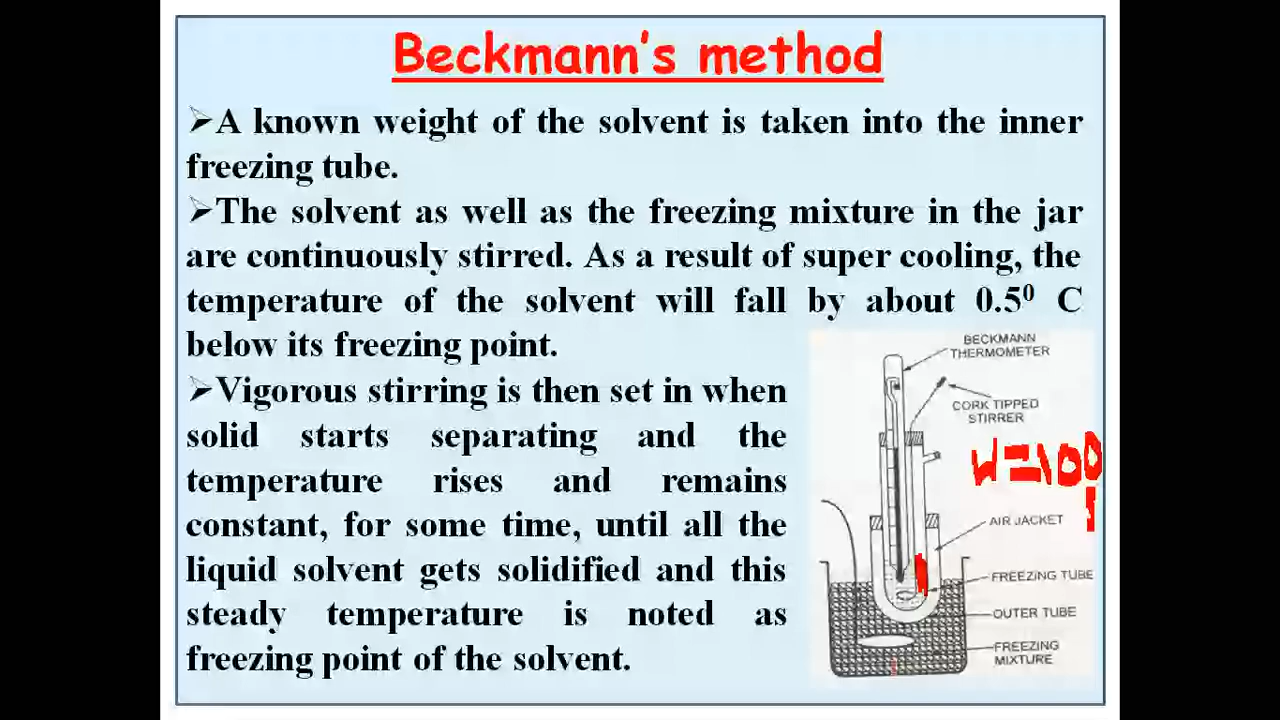 Beckmann's method
➢A known weight of the solvent is taken into the inner
freezing tube.
➢The solvent as well as the freezing mixture in the jar
are continuously stirred. As a result of super cooling, the
temperature of the solvent will fall by about 0.5⁰ C
below its freezing point.
➢Vigorous stirring is then set in when
solid starts separating and the
temperature rises and remains
constant, for some time, until all the
liquid solvent gets solidified and this
steady temperature is noted as
freezing point of the solvent.
BECKMANN
THERMOMETER
CORK TIPPED
STIRRER
W=100
AIR JACKET
FREEZING TUBE
OUTER TUBE
FREEZING
MIXTURE